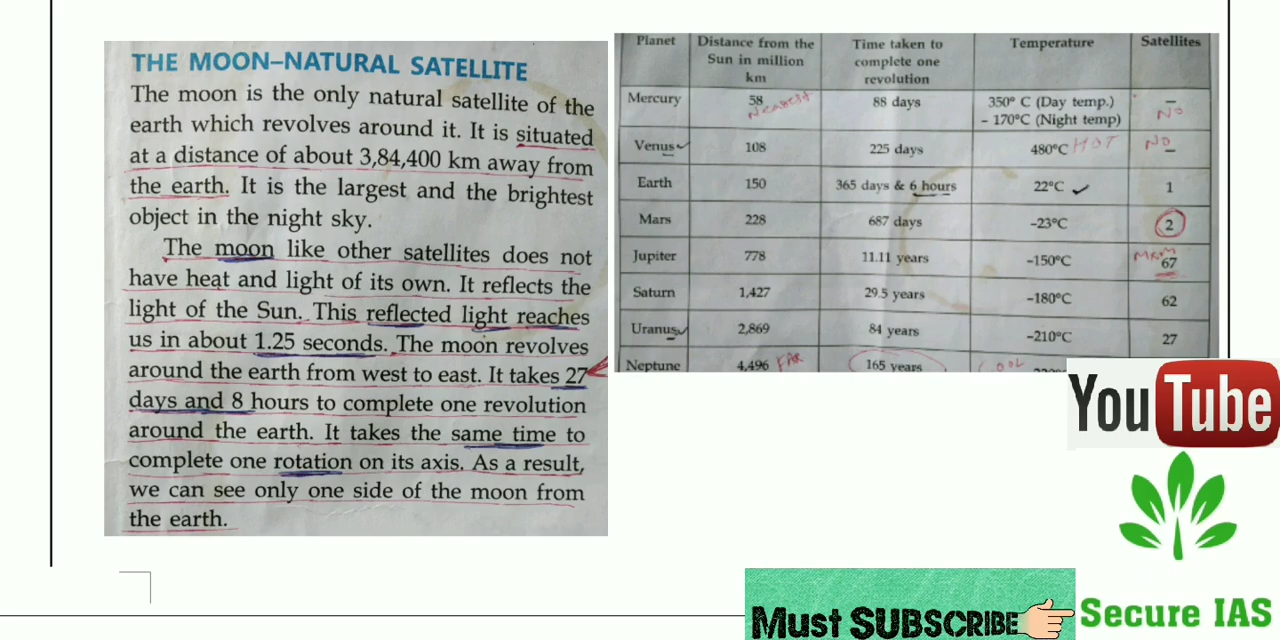 THE MOON–NATURAL SATELLITE
The moon is the only natural satellite of the
earth which revolves around it. It is situated
at a distance of about 3,84,400 km away from
the earth. It is the largest and the brightest
object in the night sky.
The moon like other satellites does not
have heat and light of its own. It reflects the
light of the Sun. This reflected light reaches
us in about 1.25 seconds. The moon revolves
around the earth from west to east. It takes 27
days and 8 hours to complete one revolution
around the earth. It takes the same time to
complete one rotation on its axis. As a result,
we can see only one side of the moon from
the earth.
Planet Distance from the Sun in million km Time taken to complete one revolution Temperature Satellites
Mercury 58 Nearest 88 days 350° C (Day temp.) – No
– 170°C (Night temp)
Venus 108 225 days 480°C HOT NO –
Earth 150 365 days & 6 hours 22°C 1
Mars 228 687 days –23°C 2
Jupiter 778 11.11 years –150°C 67
Saturn 1,427 29.5 years –180°C 62
Uranus 2,869 84 years –210°C 27
Neptune 4,496 FAR 165 years COOL
YouTube
Must SUBSCRIBE
Secure IAS